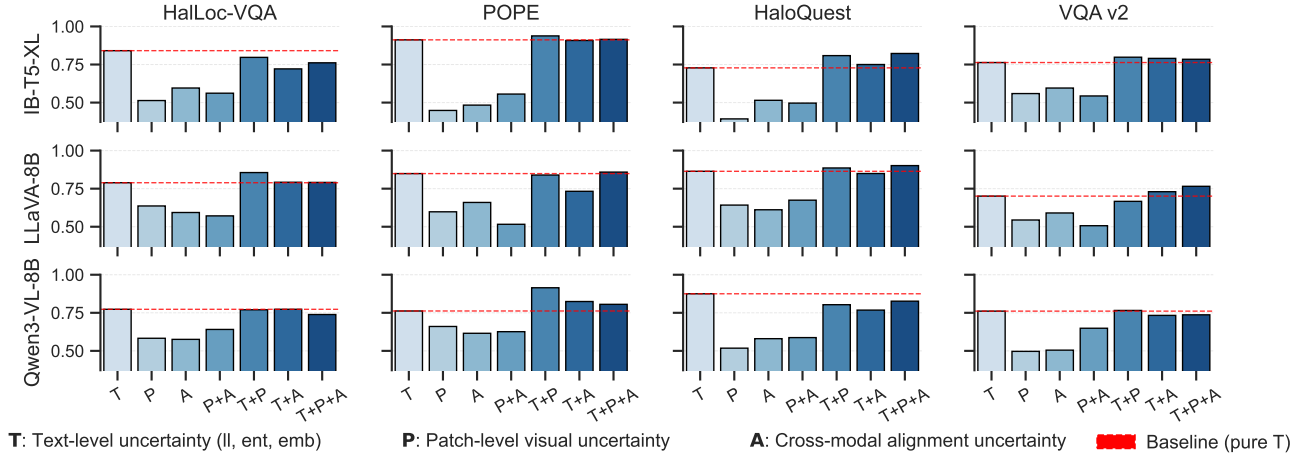 HalLoc-VQA POPE HaloQuest VQA v2
IB-T5-XL
1.00
0.75
0.50
LLaVA-8B
1.00
0.75
0.50
Qwen3-VL-8B
1.00
0.75
0.50
T P A P+A T+P T+A T+P+A T P A P+A T+P T+A T+P+A T P A P+A T+P T+A T+P+A T P A P+A T+P T+A T+P+A
T: Text-level uncertainty (ll, ent, emb) P: Patch-level visual uncertainty A: Cross-modal alignment uncertainty Baseline (pure T)